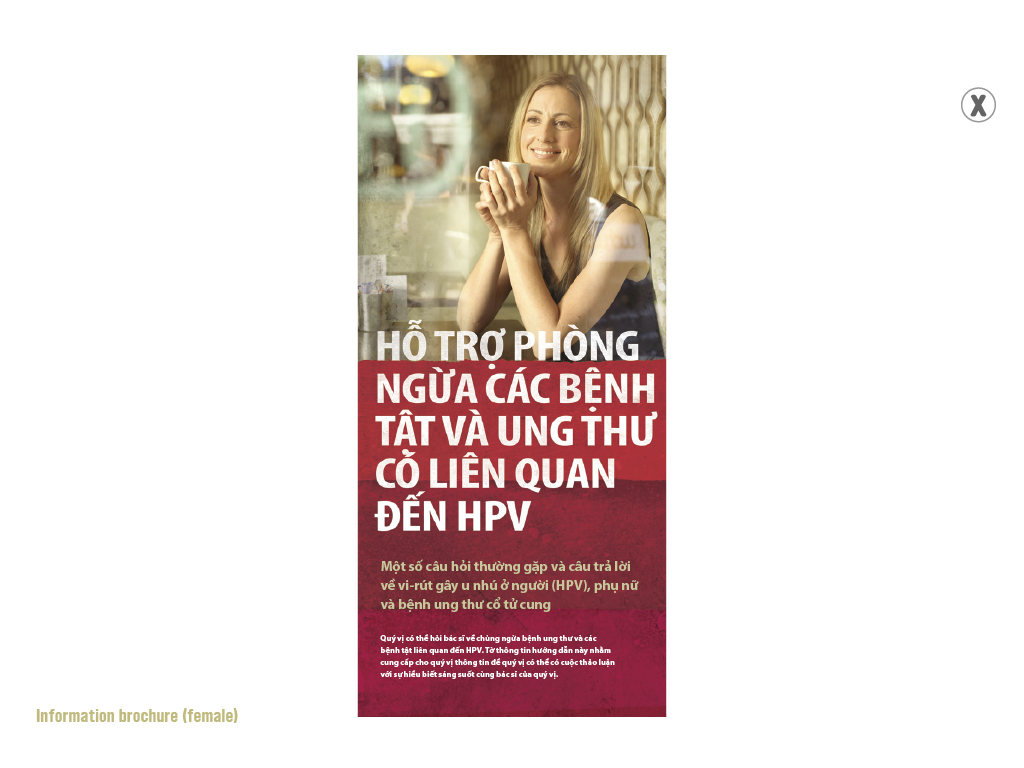 X
HỖ TRỢ PHÒNG
NGỪA CÁC BỆNH
TẬT VÀ UNG THƯ
CÓ LIÊN QUAN
ĐẾN HPV
Một số câu hỏi thường gặp và câu trả lời
về vi-rút gây u nhú ở người (HPV), phụ nữ
và bệnh ung thư cổ tử cung
Quý vị có thể hỏi bác sĩ về chủng ngừa bệnh ung thư và các
bệnh tật liên quan đến HPV. Tờ thông tin hướng dẫn này nhằm
cung cấp cho quý vị thông tin để quý vị có thể có cuộc thảo luận
với sự hiểu biết sáng suốt cùng bác sĩ của quý vị.
Information brochure (female)